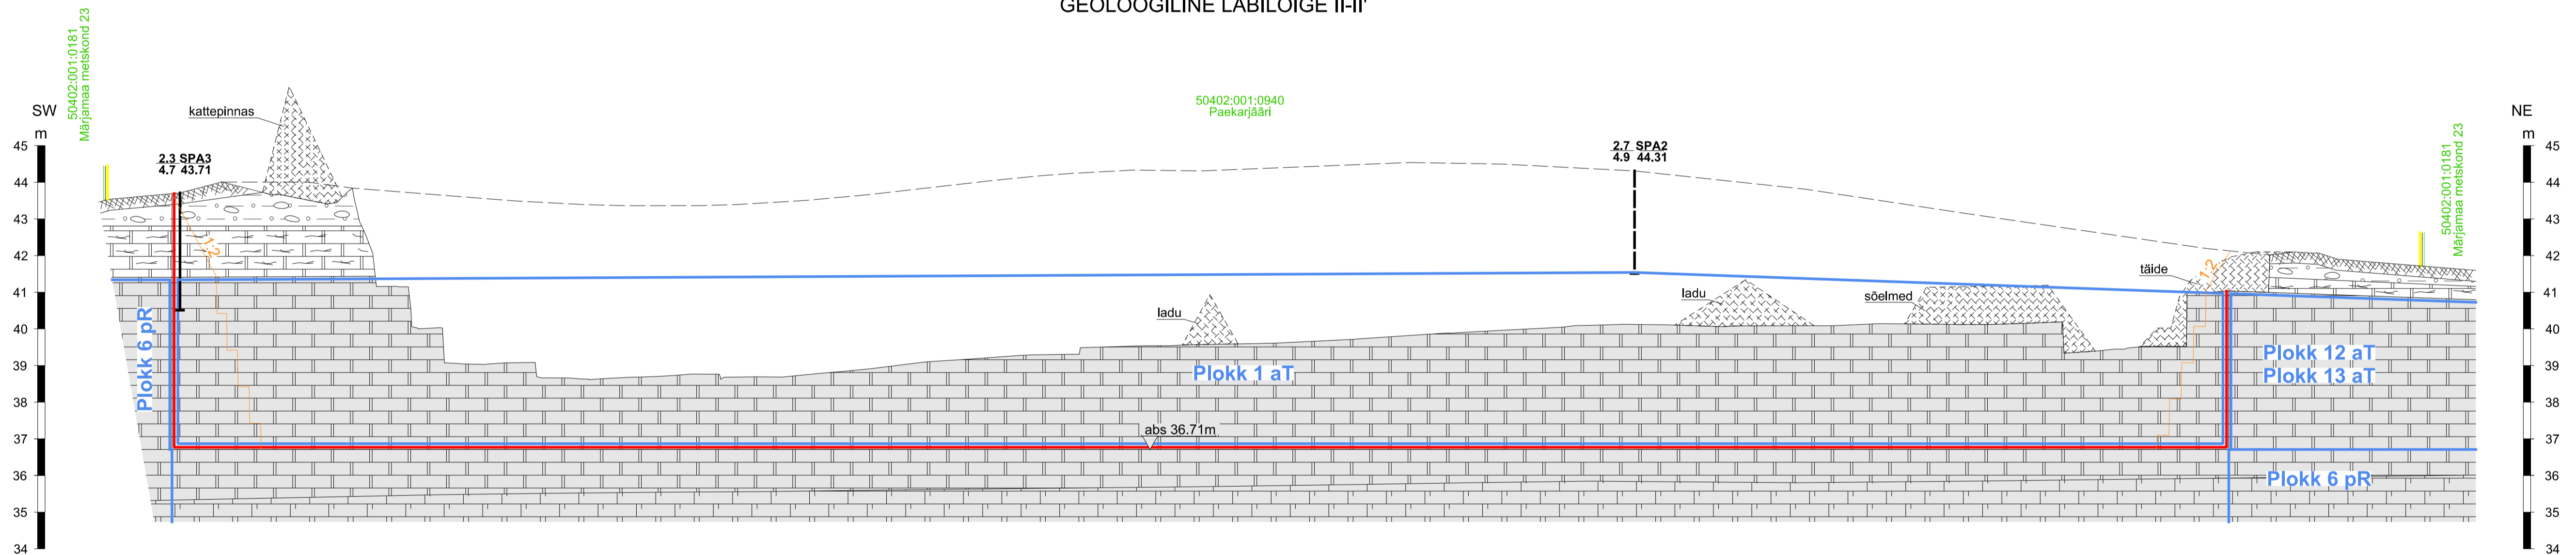 GEOLOOGILINE LÄBILÕIGE II-II'
50402:001:0181
Märjamaa metskond 23
50402:001:0940
Paekarjääri
50402:001:0181
Märjamaa metskond 23
SW
m
NE
m
45
44
43
42
41
40
39
38
37
36
35
34
45
44
43
42
41
40
39
38
37
36
35
34
kattepinnas
2.3 SPA3
4.7 43.71
2.7 SPA2
4.9 44.31
1:2
1:2
täide
ladu
ladu
sõelmed
Plokk 6 pR
Plokk 1 aT
Plokk 12 aT
Plokk 13 aT
abs 36.71m
Plokk 6 pR